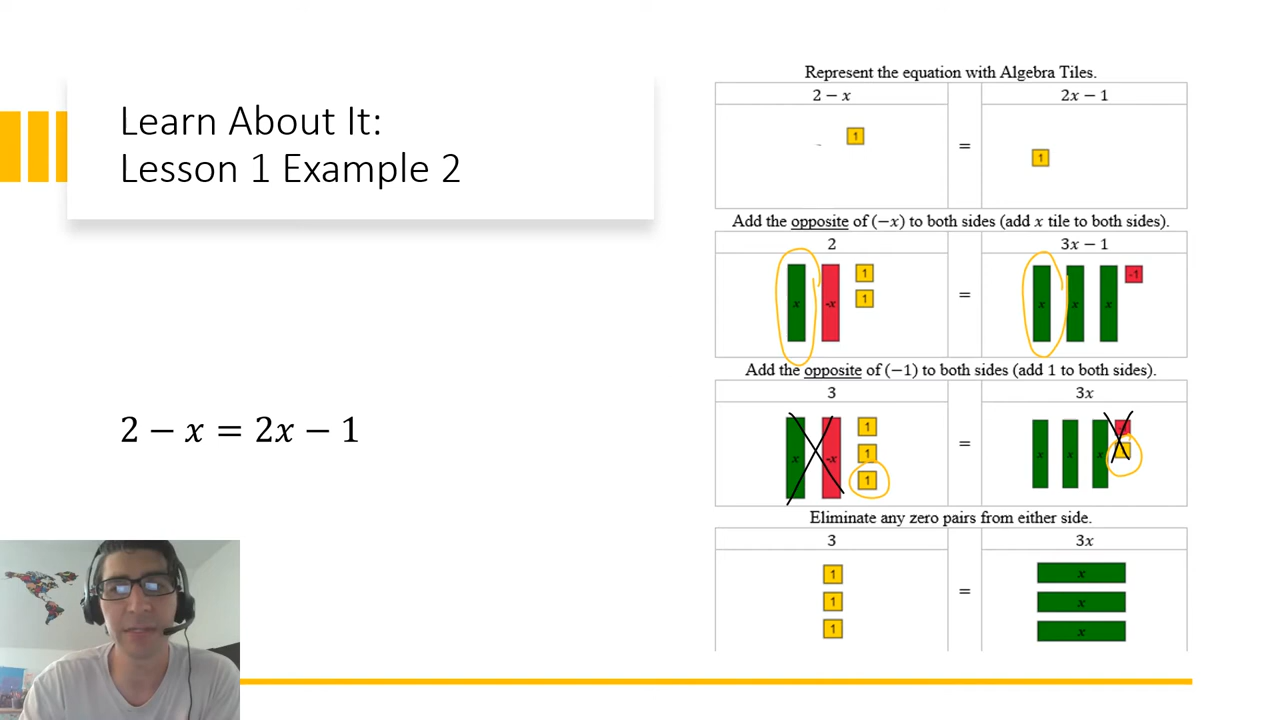 Learn About It:
Lesson 1 Example 2
2 − x = 2x − 1
Represent the equation with Algebra Tiles.
2 − x
2x − 1
1
=
1
Add the opposite of (−x) to both sides (add x tile to both sides).
2
3x − 1
x
-x
1
1
=
x
x
x
-1
Add the opposite of (−1) to both sides (add 1 to both sides).
3
3x
x
-x
1
1
1
=
x
x
x
Eliminate any zero pairs from either side.
3
3x
1
1
1
=
x
x
x